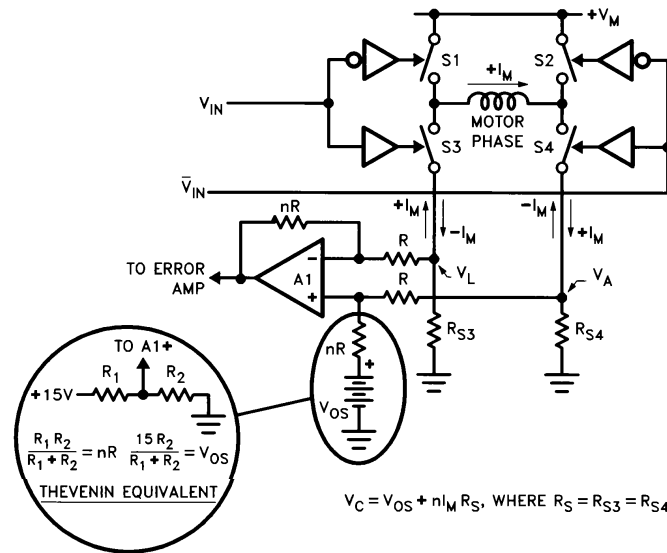 +V_M
S1
S2
+I_M
V_IN
MOTOR
PHASE
S3
S4
V̅_IN
nR
+I_M
-I_M
-I_M
+I_M
R
TO ERROR
AMP
A1
-
+
R
V_L
V_A
nR
+
R_S3
R_S4
V_OS
TO A1+
R_1
R_2
+15V
R_1 R_2 / R_1 + R_2 = nR 15 R_2 / R_1 + R_2 = V_OS
THEVENIN EQUIVALENT
V_C = V_OS + nI_M R_S, WHERE R_S = R_S3 = R_S4